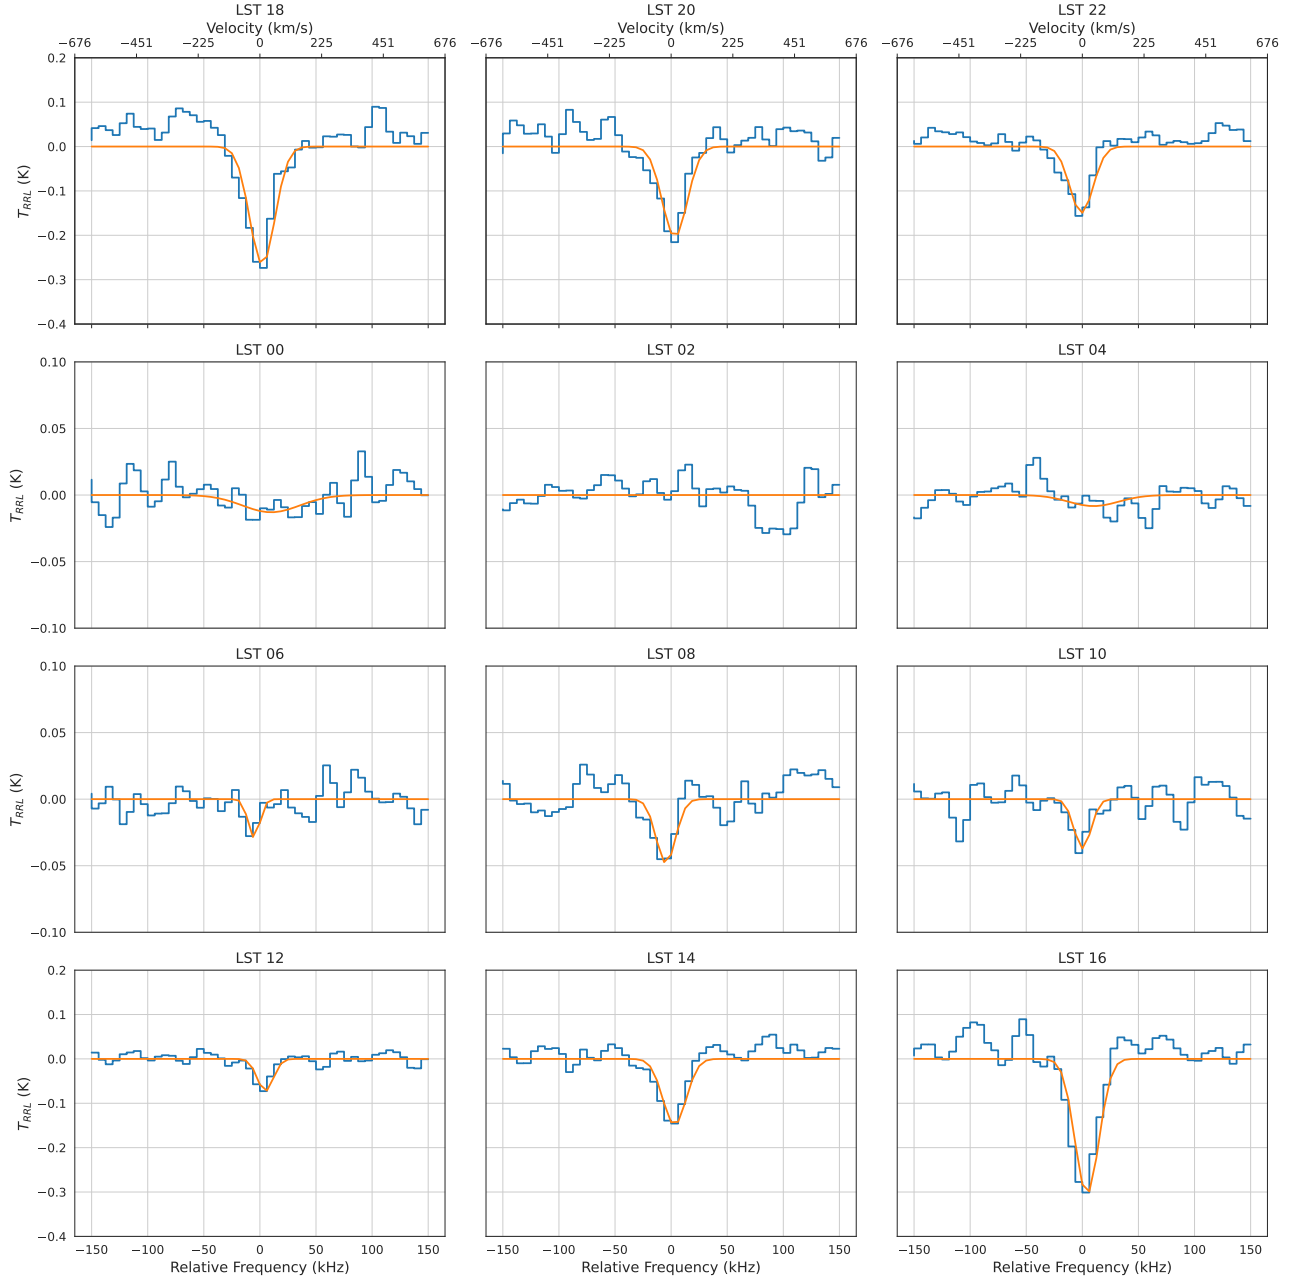 LST 18 LST 20 LST 22
Velocity (km/s) Velocity (km/s) Velocity (km/s)
−676 −451 −225 0 225 451 676 −676 −451 −225 0 225 451 676 −676 −451 −225 0 225 451 676
0.2
0.1
0.0
−0.1
−0.2
−0.3
−0.4
T_RRL (K)
LST 00 LST 02 LST 04
0.10
0.05
0.00
−0.05
−0.10
T_RRL (K)
LST 06 LST 08 LST 10
0.10
0.05
0.00
−0.05
−0.10
T_RRL (K)
LST 12 LST 14 LST 16
0.2
0.1
0.0
−0.1
−0.2
−0.3
−0.4
T_RRL (K)
−150 −100 −50 0 50 100 150 −150 −100 −50 0 50 100 150 −150 −100 −50 0 50 100 150
Relative Frequency (kHz) Relative Frequency (kHz) Relative Frequency (kHz)